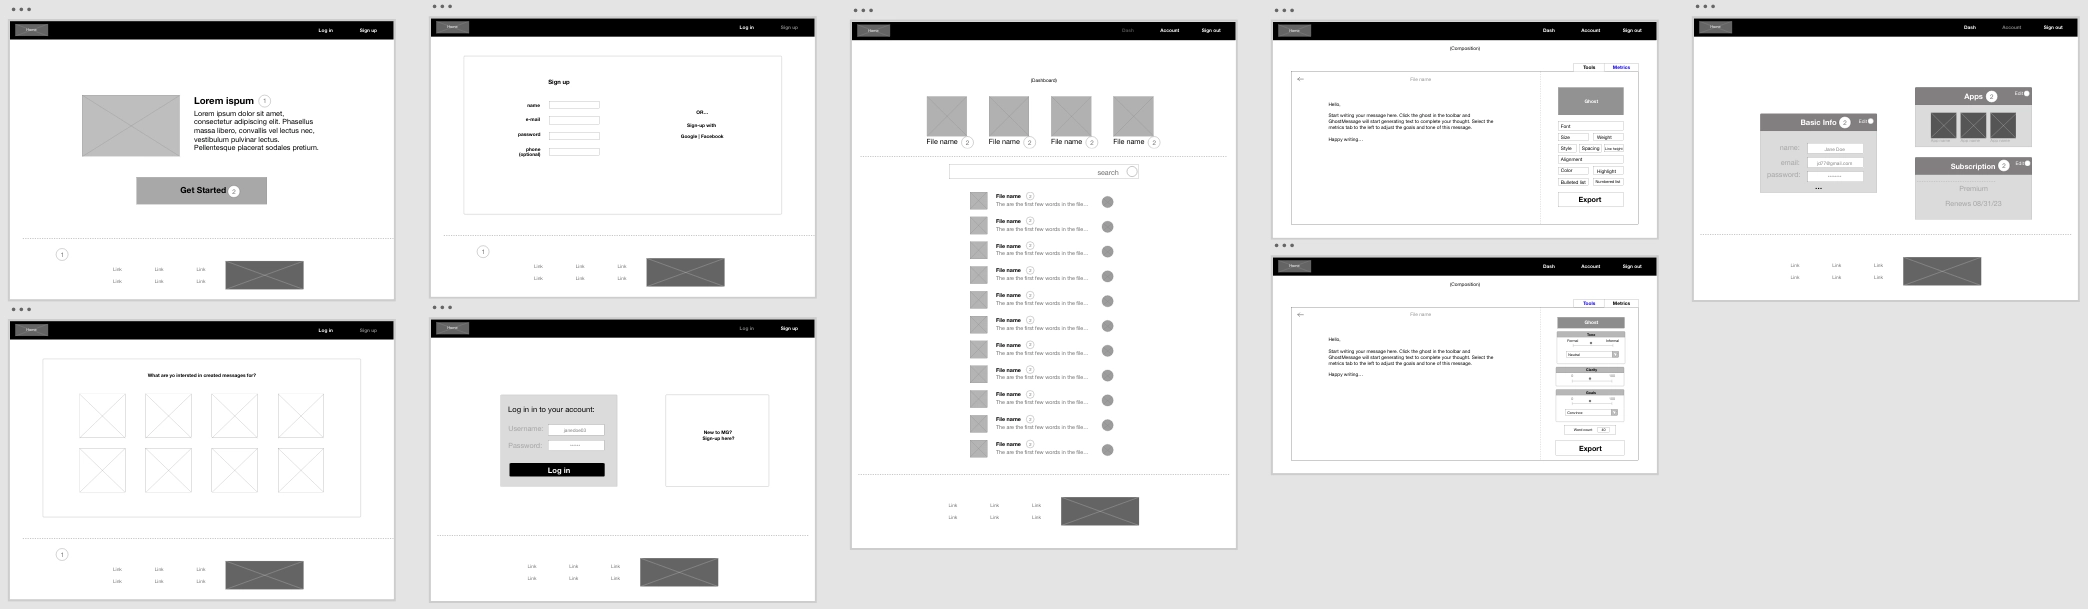 Home
Log in
Sign up
Lorem ispum 1
Lorem ipsum dolor sit amet,
consectetur adipiscing elit. Phasellus
massa libero, convallis vel lectus nec,
vestibulum pulvinar lectus.
Pellentesque placerat sodales pretium.
Get Started 2
1
Link Link Link
Link Link Link
Home
Log in
Sign up
What are yo intersted in created messages for?
1
Link Link Link
Link Link Link
Home
Log in
Sign up
Sign up
name
e-mail
password
phone
(optional)
OR...
Sign-up with
Google | Facebook
1
Link Link Link
Link Link Link
Home
Log in
Sign up
Log in in to your account:
Username:
Password:
Log in
New to MG?
Sign-up here?
Link Link Link
Link Link Link
Home
Dash
Account
Sign out
(Dashboard)
File name 2 File name 2 File name 2 File name 2
search
File name 2
The are the first few words in the file...
File name 2
The are the first few words in the file...
File name 2
The are the first few words in the file...
File name 2
The are the first few words in the file...
File name 2
The are the first few words in the file...
File name 2
The are the first few words in the file...
File name 2
The are the first few words in the file...
File name 2
The are the first few words in the file...
File name 2
The are the first few words in the file...
File name 2
The are the first few words in the file...
File name 2
The are the first few words in the file...
Link Link Link
Link Link Link
Home
Dash
Account
Sign out
(Composition)
Tools Metrics
File name
Hello,
Start writing your message here. Click the ghost in the toolbar and
GhostMessage will start generating text to complete your thought. Select the
metrics tab to the left to adjust the goals and tone of this message.
Happy writing...
Ghost
Font
Size Weight
Style Spacing Line height
Alignment
Color Highlight
Bulleted list Numbered list
Export
Home
Dash
Account
Sign out
(Composition)
Tools Metrics
File name
Hello,
Start writing your message here. Click the ghost in the toolbar and
GhostMessage will start generating text to complete your thought. Select the
metrics tab to the left to adjust the goals and tone of this message.
Happy writing...
Ghost
Tone
Formal Informal
Neutral
Clarity
0 100
Goals
0 100
Word count 40
Export
Home
Dash
Account
Sign out
Basic Info 2 Edit
name: Jane Doe
email:
password:
Apps 2 Edit
Subscription 2 Edit
Premium
Renews 08/31/23
Link Link Link
Link Link Link